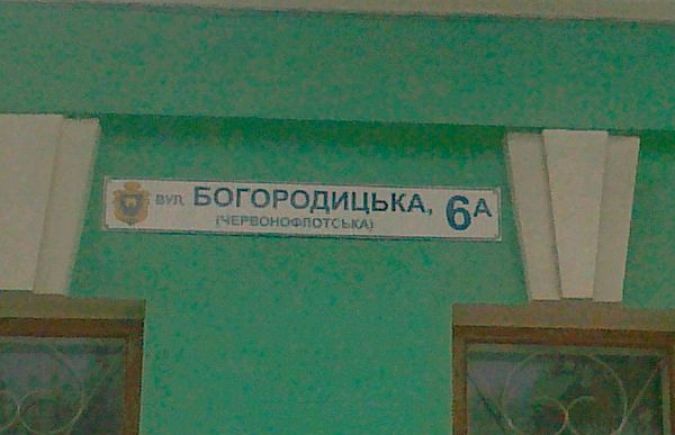 ВУЛ. БОГОРОДИЦЬКА, 6А
(ЧЕРВОНОФЛОТСЬКА)